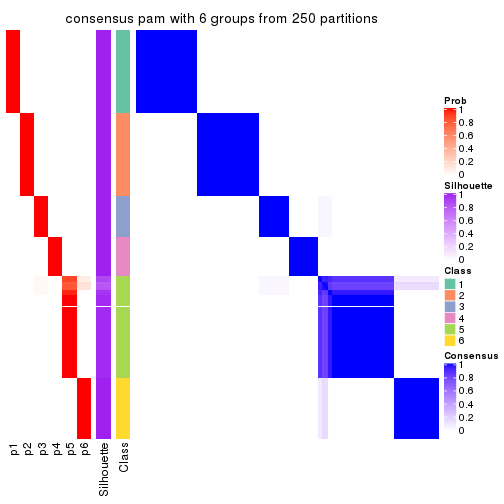 consensus pam with 6 groups from 250 partitions
Prob
1
0.8
0.6
0.4
0.2
0
Silhouette
1
0.8
0.6
0.4
0.2
0
Class
1
2
3
4
5
6
Consensus
1
0.8
0.6
0.4
0.2
0
p1
p2
p3
p4
p5
p6
Silhouette
Class